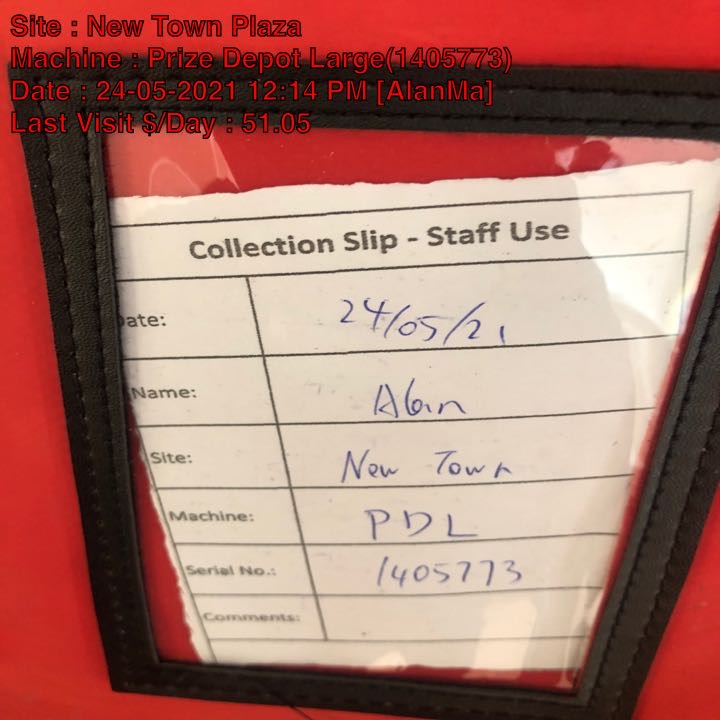 Site : New Town Plaza
Machine : Prize Depot Large(1405773)
Date : 24-05-2021 12:14 PM [AlanMa]
Last Visit $/Day : 51.05
Collection Slip - Staff Use
Date: 24/05/21
Name: Alan
Site: New Town
Machine: PDL
Serial No.: 1405773
Comments: